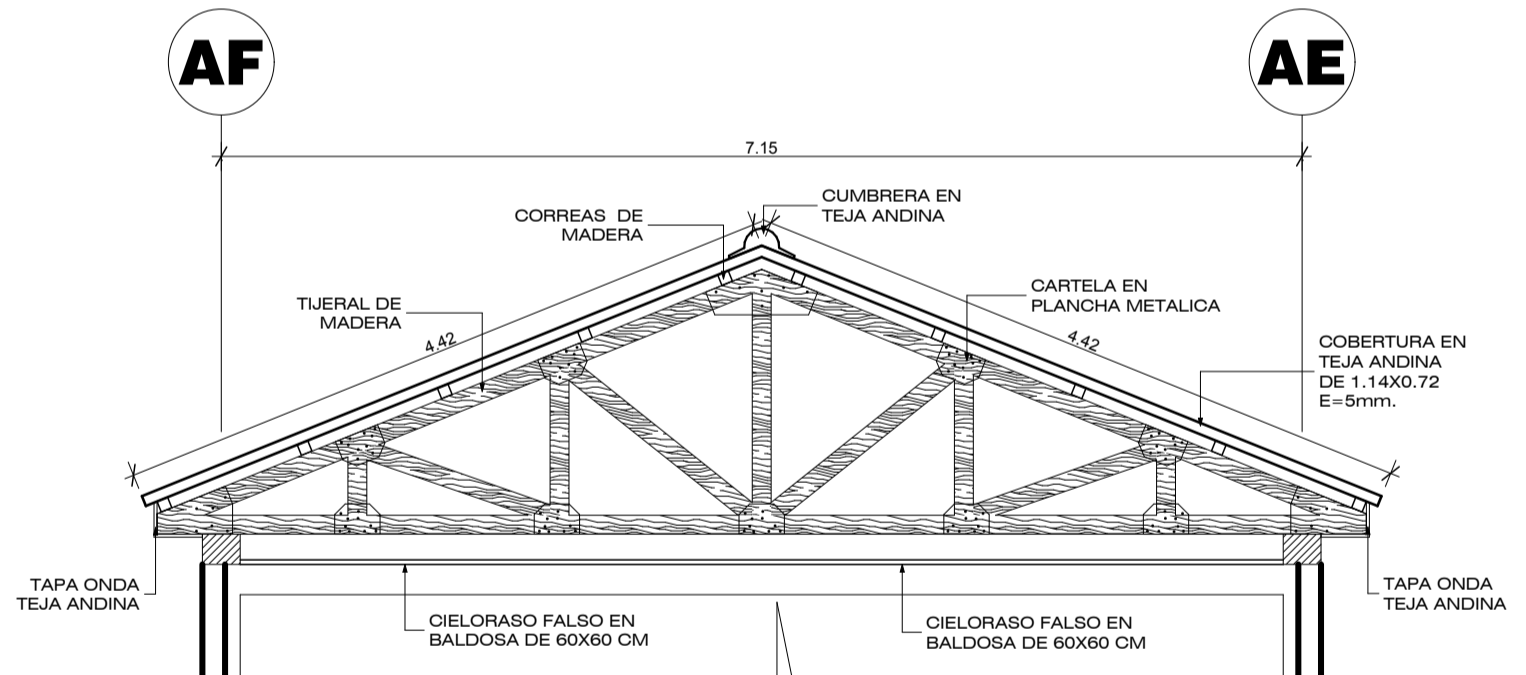 AF
AE
7.15
CUMBRERA EN
TEJA ANDINA
CORREAS DE
MADERA
CARTELA EN
PLANCHA METALICA
TIJERAL DE
MADERA
4.42
4.42
COBERTURA EN
TEJA ANDINA
DE 1.14X0.72
E=5mm.
TAPA ONDA
TEJA ANDINA
TAPA ONDA
TEJA ANDINA
CIELORASO FALSO EN
BALDOSA DE 60X60 CM
CIELORASO FALSO EN
BALDOSA DE 60X60 CM